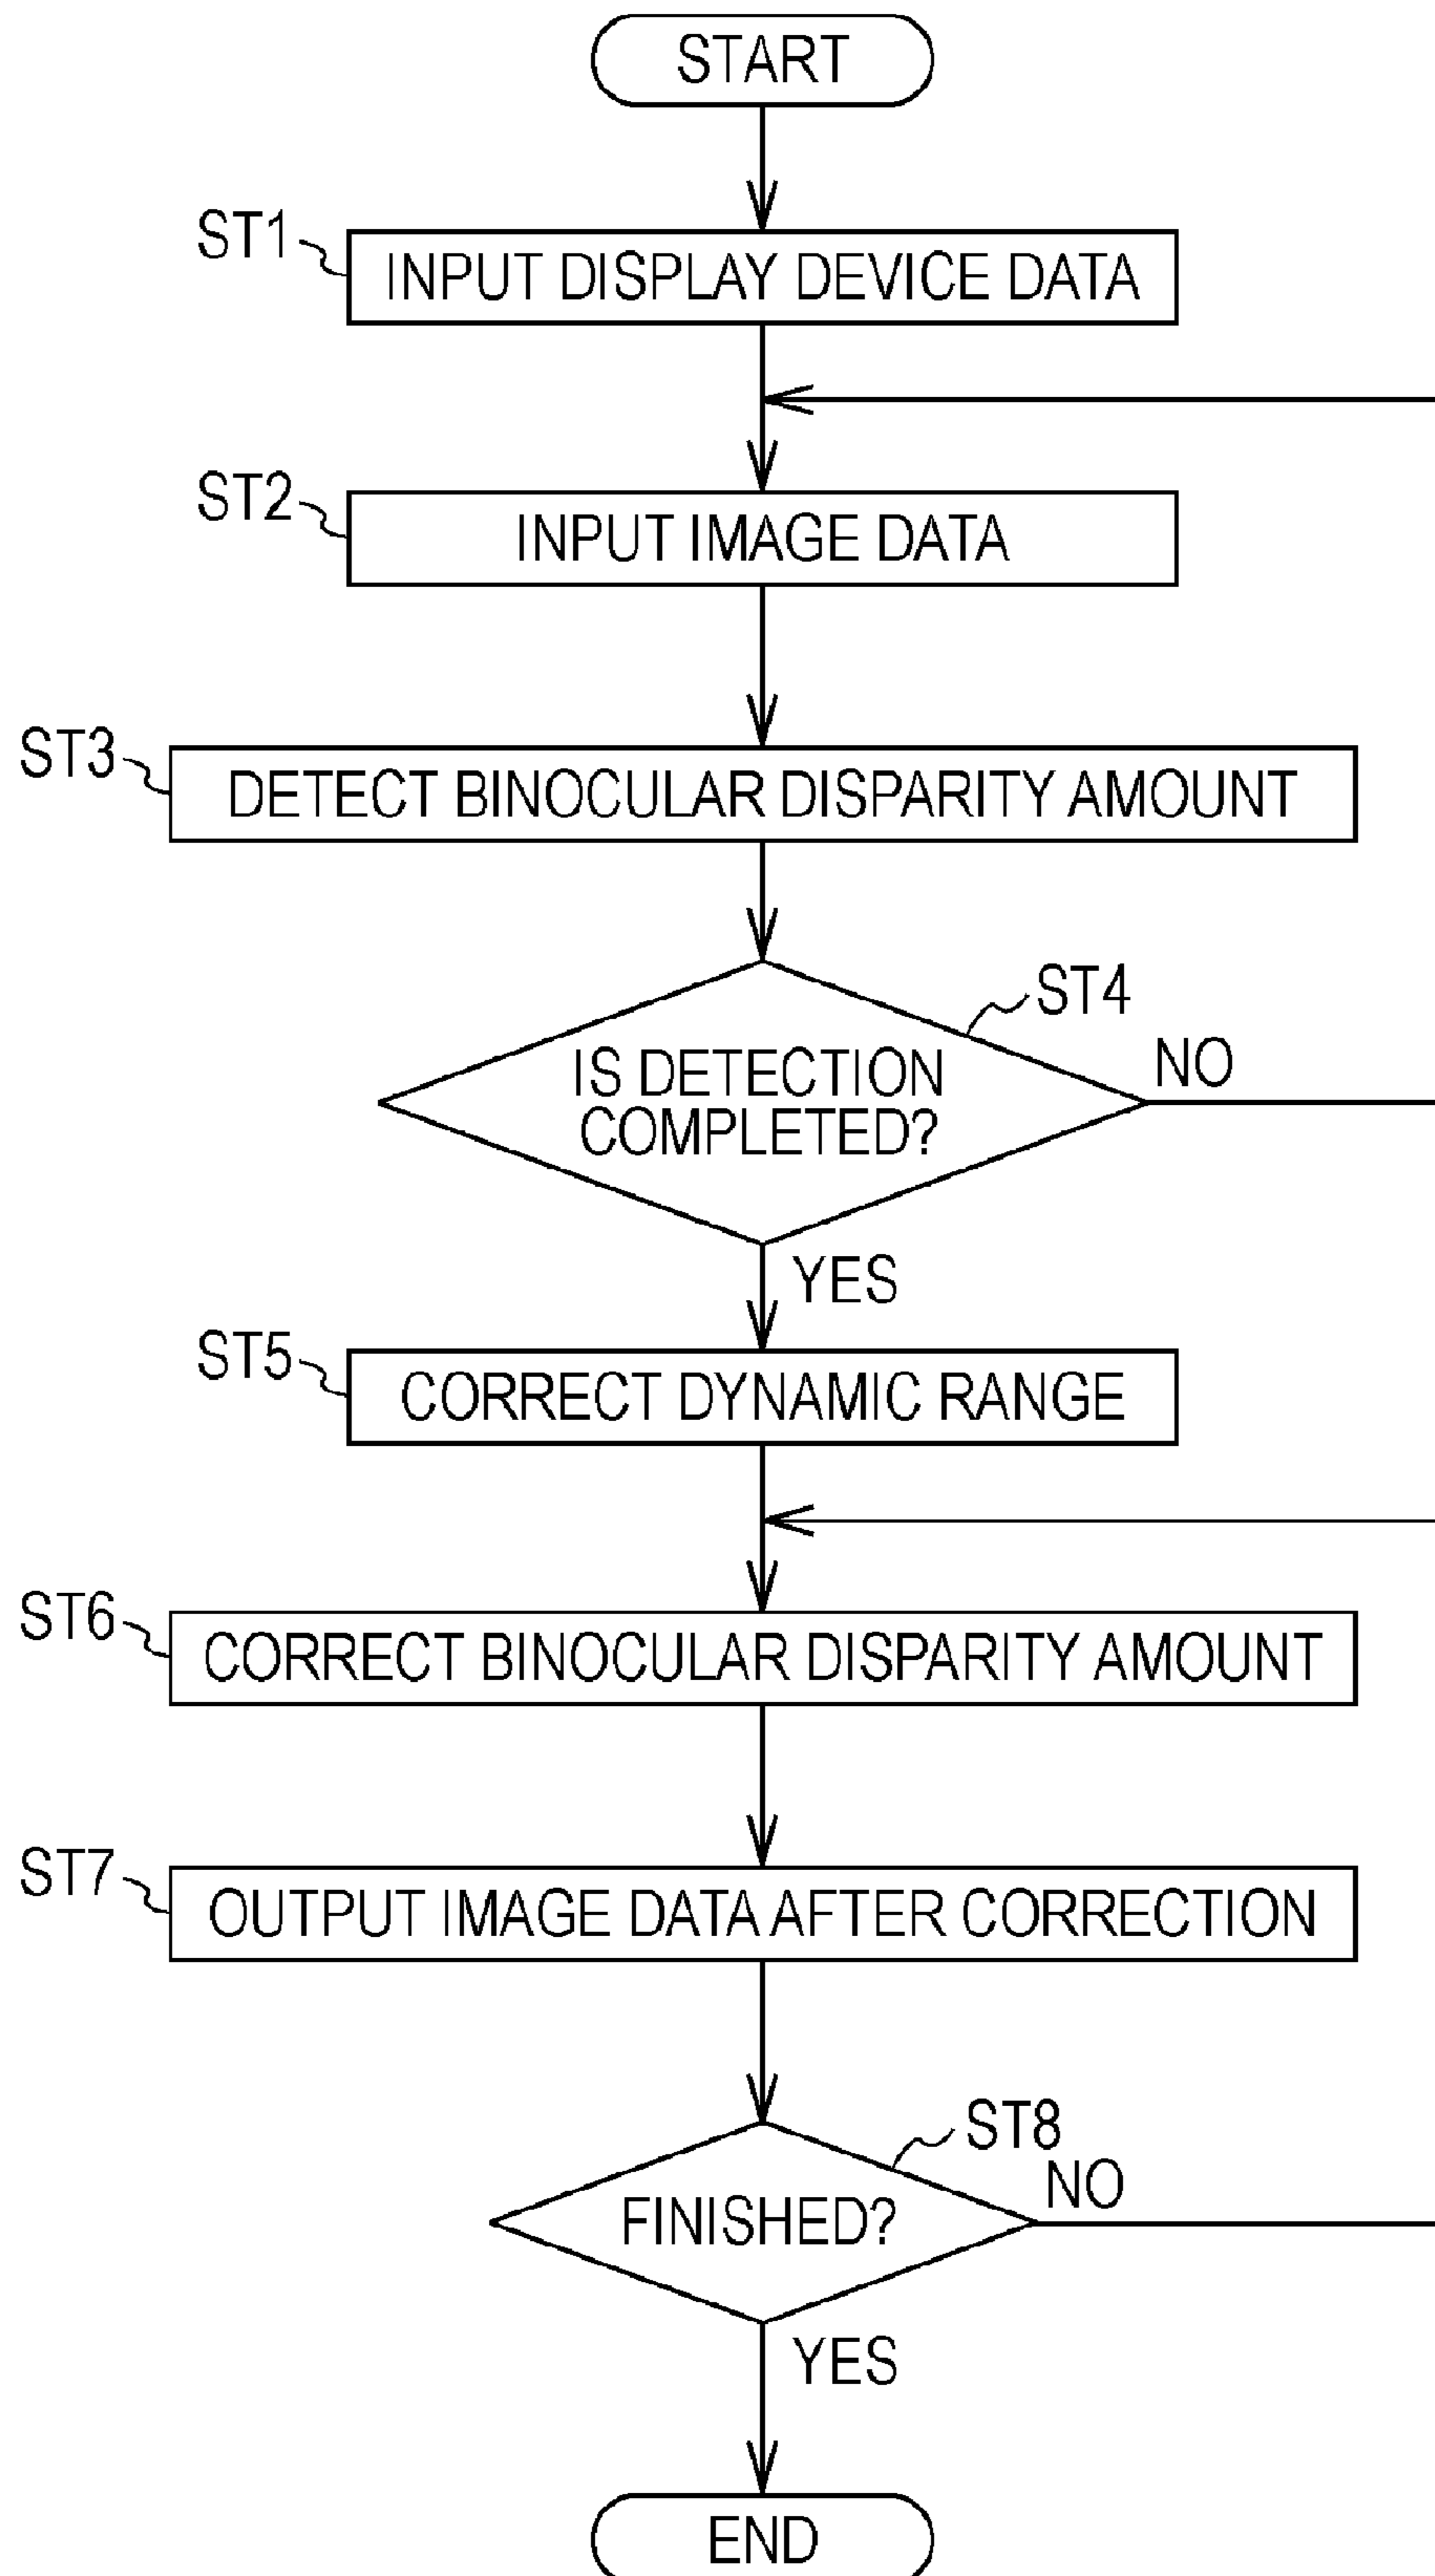 START
ST1
INPUT DISPLAY DEVICE DATA
ST2
INPUT IMAGE DATA
ST3
DETECT BINOCULAR DISPARITY AMOUNT
ST4
IS DETECTION
COMPLETED?
NO
YES
ST5
CORRECT DYNAMIC RANGE
ST6
CORRECT BINOCULAR DISPARITY AMOUNT
ST7
OUTPUT IMAGE DATA AFTER CORRECTION
ST8
FINISHED?
NO
YES
END